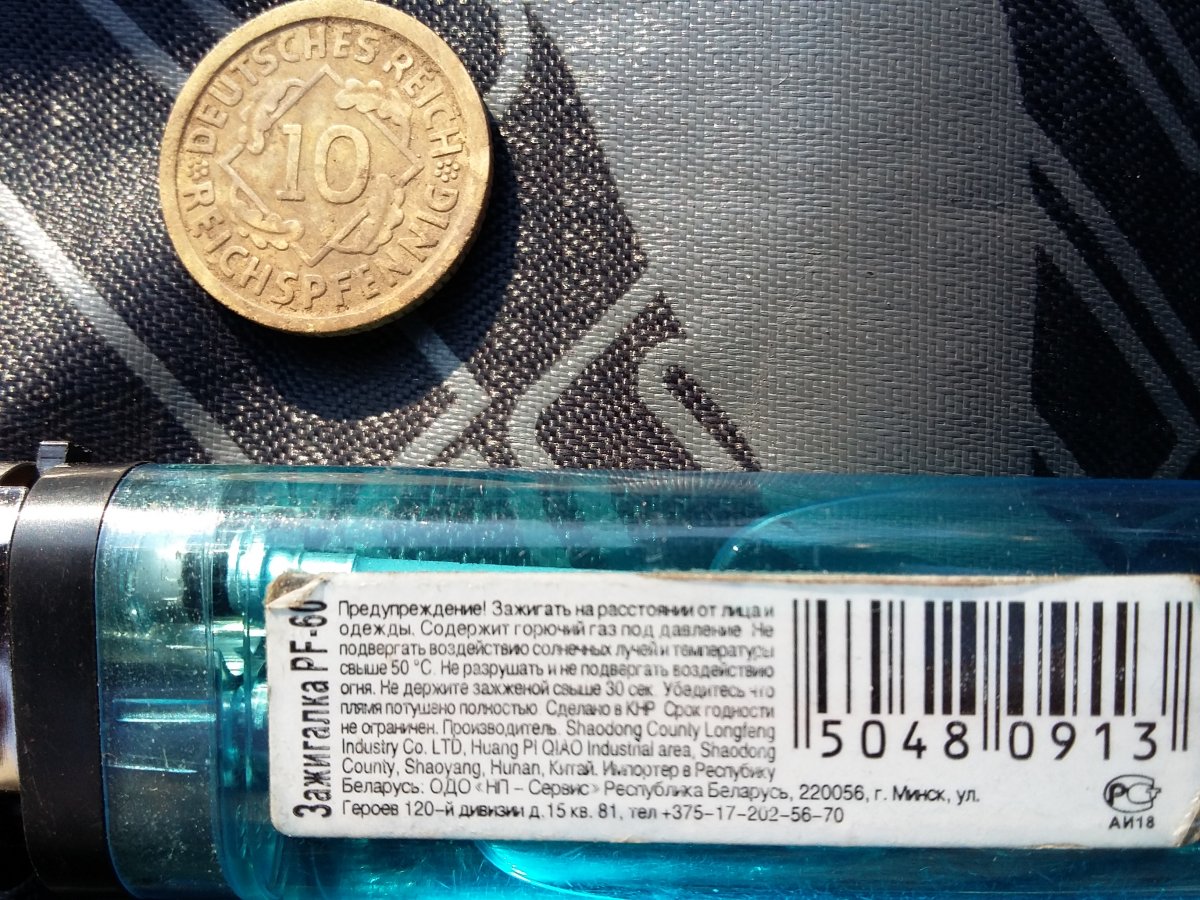 DEUTSCHES REICH
10
REICHSPFENNIG
Зажигалка PF-60
Предупреждение! Зажигать на расстоянии от лица и
одежды. Содержит горючий газ под давление Не
подвергать воздействию солнечных лучей и температуры
свыше 50 °С. Не разрушать и не подвергать воздействию
огня. Не держите зажженой свыше 30 сек Убедитесь что
плямя потушено полностью Сделано в КНР Срок годности
не ограничен. Производитель. Shaodong County Longfeng
Industry Co. LTD, Huang PI QIAO Industrial area, Shaodong
County, Shaoyang, Hunan, Китай. Импортер в Респубику
Беларусь: ОДО «НП – Сервис» Республика Беларусь, 220056, г. Минск, ул.
Героев 120-й дивизии д.15 кв. 81, тел +375-17-202-56-70
5048 0913
РС
АИ18